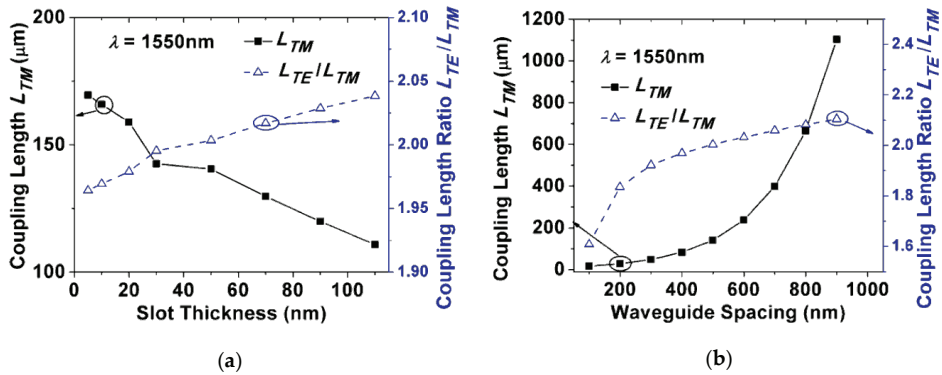 200
150
100
Coupling Length L_TM (μm)
λ = 1550nm
L_TM
L_TE/L_TM
2.10
2.05
2.00
1.95
1.90
Coupling Length Ratio L_TE/L_TM
0 20 40 60 80 100
Slot Thickness (nm)
(a)
1200
1000
800
600
400
200
0
Coupling Length L_TM (μm)
λ = 1550nm
L_TM
L_TE/L_TM
2.4
2.2
2.0
1.8
1.6
Coupling Length Ratio L_TE/L_TM
0 200 400 600 800 1000
Waveguide Spacing (nm)
(b)